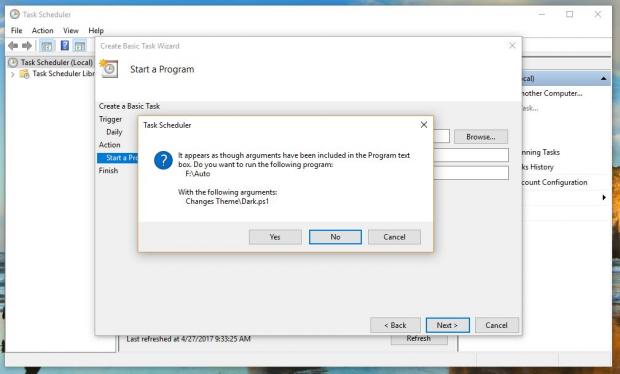 Task Scheduler
File Action View Help
Task Scheduler (Local)
Task Scheduler Libr
Create Basic Task Wizard
Start a Program
Create a Basic Task
Trigger
Daily
Action
Start a Pro
Finish
Browse...
Task Scheduler
It appears as though arguments have been included in the Program text
box. Do you want to run the following program:
F:\Auto
With the following arguments:
Changes Theme\Dark.ps1
Yes No Cancel
< Back Next > Cancel
Last refreshed at 4/27/2017 9:33:25 AM
Refresh
cal)
nother Computer...
ask...
nning Tasks
ks History
count Configuration